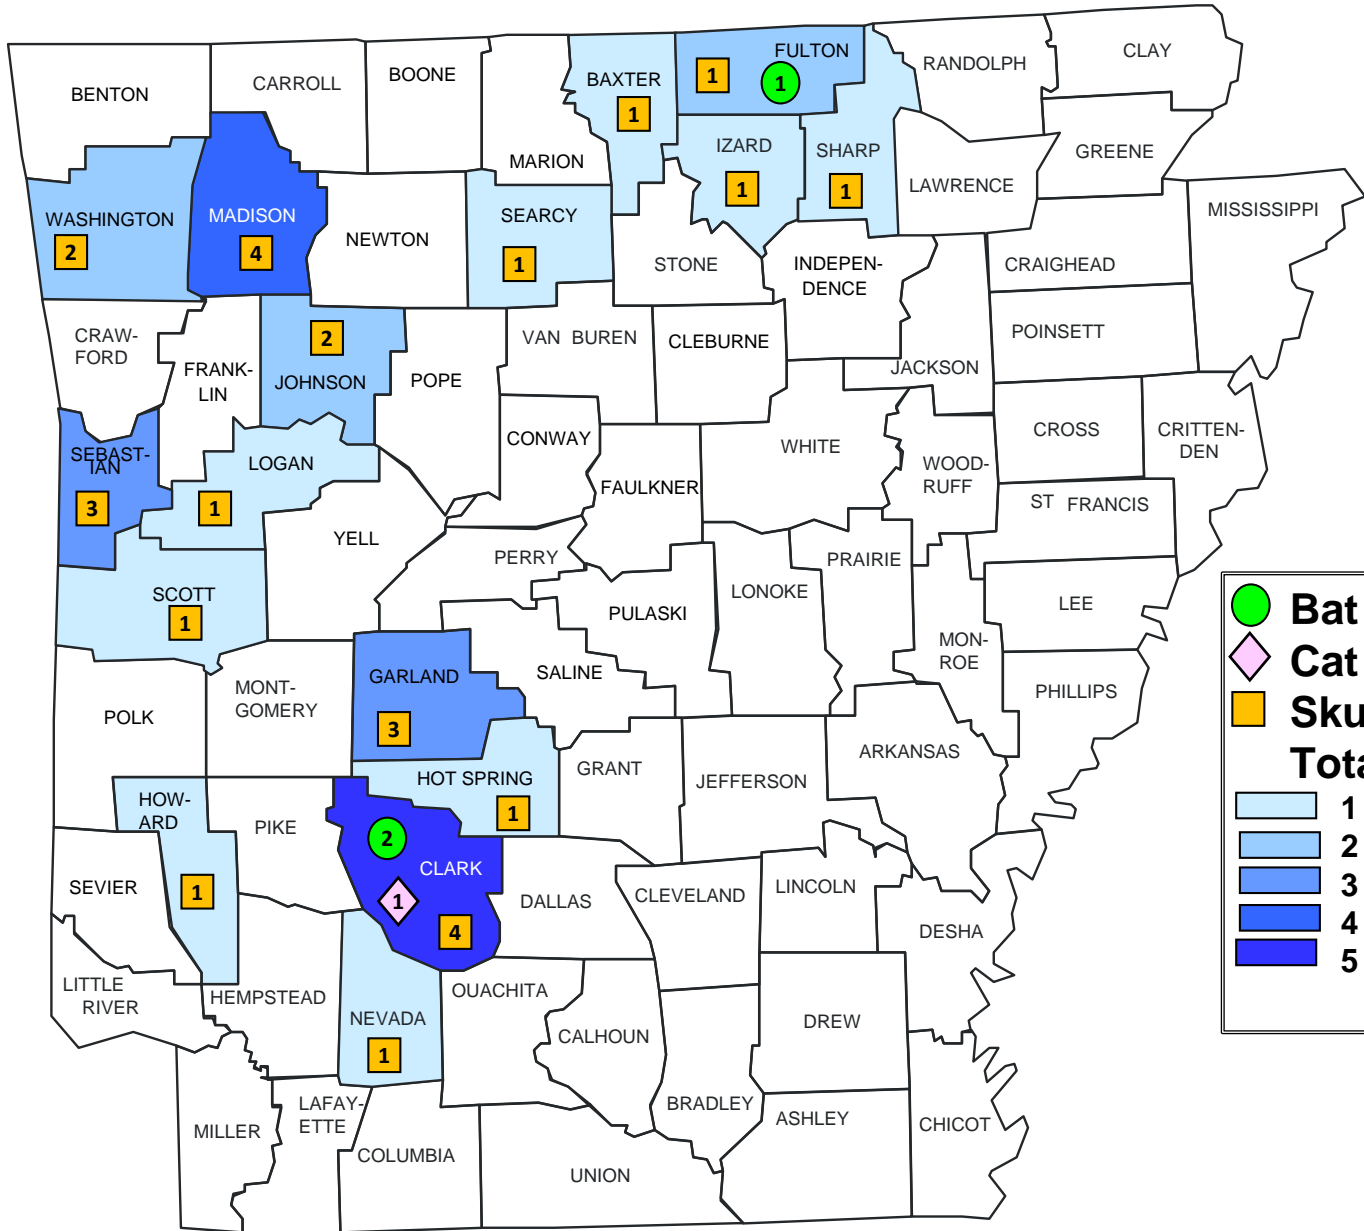 CLAY
FULTON
BOONE
RANDOLPH
BAXTER
CARROLL
BENTON
1
1
1
IZARD
SHARP
GREENE
MARION
1
1
LAWRENCE
MISSISSIPPI
WASHINGTON
MADISON
SEARCY
NEWTON
2
4
1
STONE
INDEPEN-
DENCE
CRAIGHEAD
CRAW-
FORD
2
VAN BUREN
CLEBURNE
POINSETT
FRANK-
LIN
JOHNSON
POPE
JACKSON
CONWAY
WHITE
CROSS
CRITTEN-
DEN
SEBAST-
TIAN
LOGAN
WOOD-
RUFF
FAULKNER
3
1
ST FRANCIS
YELL
PERRY
PRAIRIE
LONOKE
SCOTT
1
PULASKI
LEE
MON-
ROE
GARLAND
SALINE
MONT-
GOMERY
PHILLIPS
POLK
3
ARKANSAS
GRANT
HOT SPRING
JEFFERSON
1
HOW-
ARD
PIKE
2
CLARK
SEVIER
1
1
4
DALLAS
CLEVELAND
LINCOLN
DESHA
LITTLE
RIVER
HEMPSTEAD
OUACHITA
NEVADA
1
CALHOUN
DREW
LAFAY-
ETTE
BRADLEY
ASHLEY
CHICOT
MILLER
COLUMBIA
UNION
Bat
Cat
Sku
Tota
1
2
3
4
5